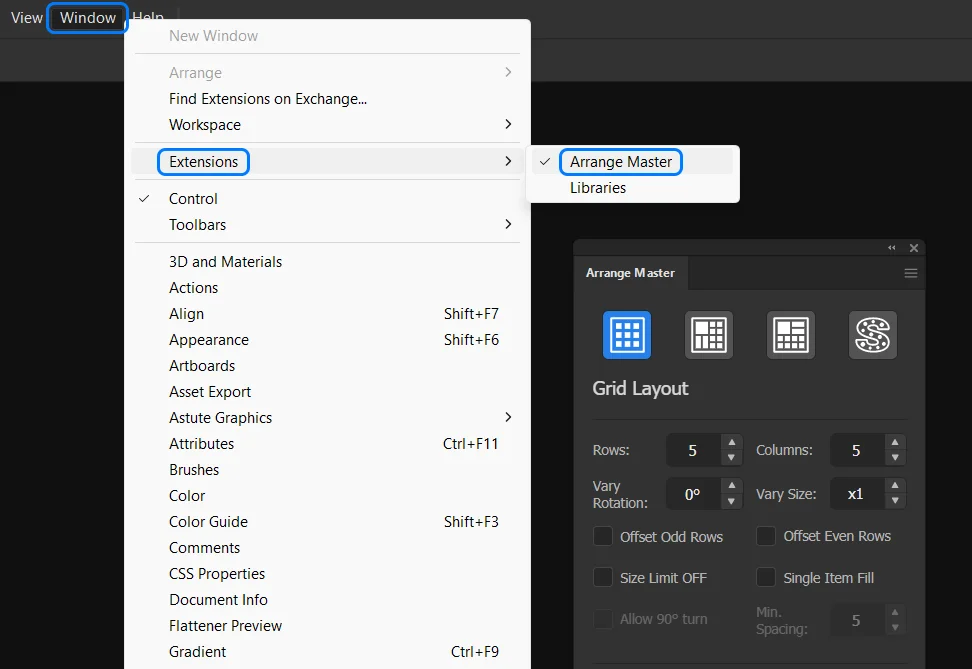 View Window Help
New Window
Arrange
Find Extensions on Exchange...
Workspace
Extensions
Arrange Master
Libraries
Control
Toolbars
3D and Materials
Actions
Align Shift+F7
Appearance Shift+F6
Artboards
Asset Export
Astute Graphics
Attributes Ctrl+F11
Brushes
Color
Color Guide Shift+F3
Comments
CSS Properties
Document Info
Flattener Preview
Gradient Ctrl+F9
Arrange Master
Grid Layout
Rows: 5 Columns: 5
Vary
Rotation: 0° Vary Size: x1
Offset Odd Rows Offset Even Rows
Size Limit OFF Single Item Fill
Allow 90° turn Min.
Spacing: 5